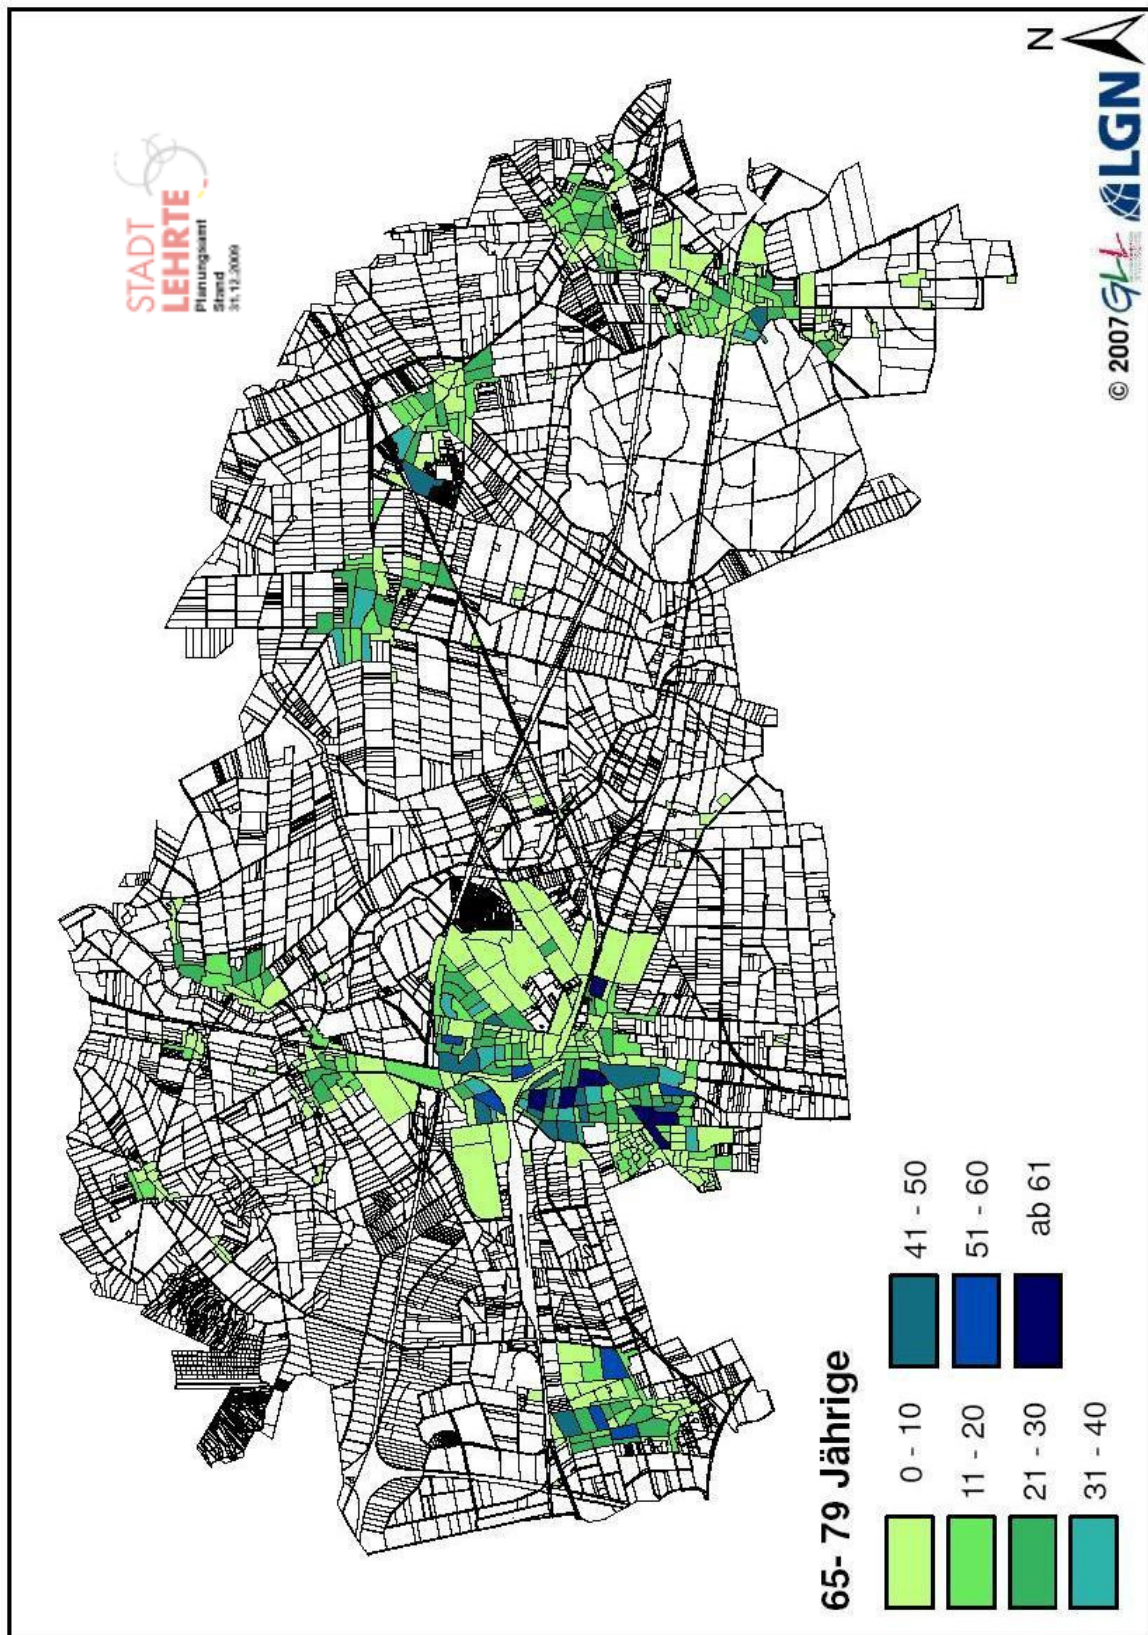 STADT
LEHRTE
Planungsamt
Stand
31.12.2009
N
65- 79 Jährige
0 - 10
11 - 20
21 - 30
31 - 40
41 - 50
51 - 60
ab 61
© 2007 GLL LGN